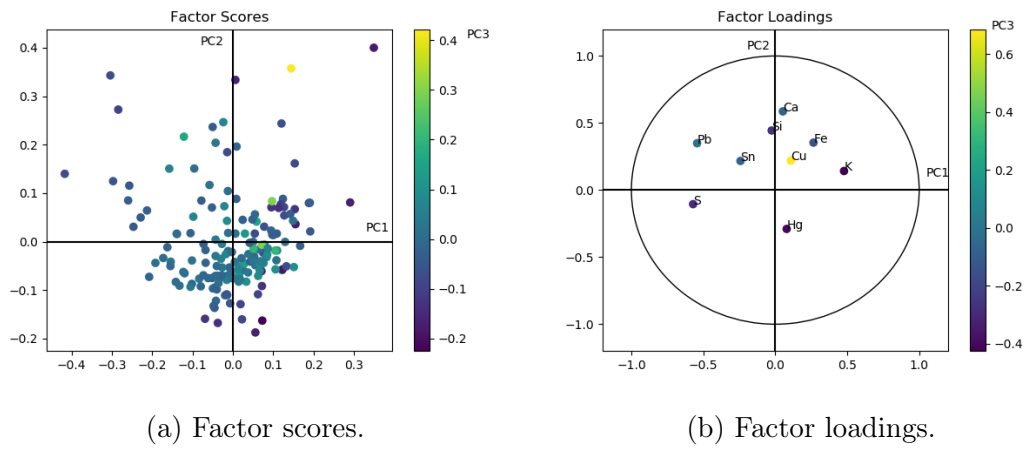 Factor Scores
PC2
PC1
0.4
0.3
0.2
0.1
0.0
−0.1
−0.2
−0.4
−0.3
−0.2
−0.1
0.0
0.1
0.2
0.3
PC3
0.4
0.3
0.2
0.1
0.0
−0.1
−0.2
Factor Loadings
PC2
PC1
1.0
0.5
0.0
−0.5
−1.0
−1.0
−0.5
0.0
0.5
1.0
Ca
Si
Fe
Pb
Sn
Cu
K
S
Hg
PC3
0.6
0.4
0.2
0.0
−0.2
−0.4
(a) Factor scores.
(b) Factor loadings.